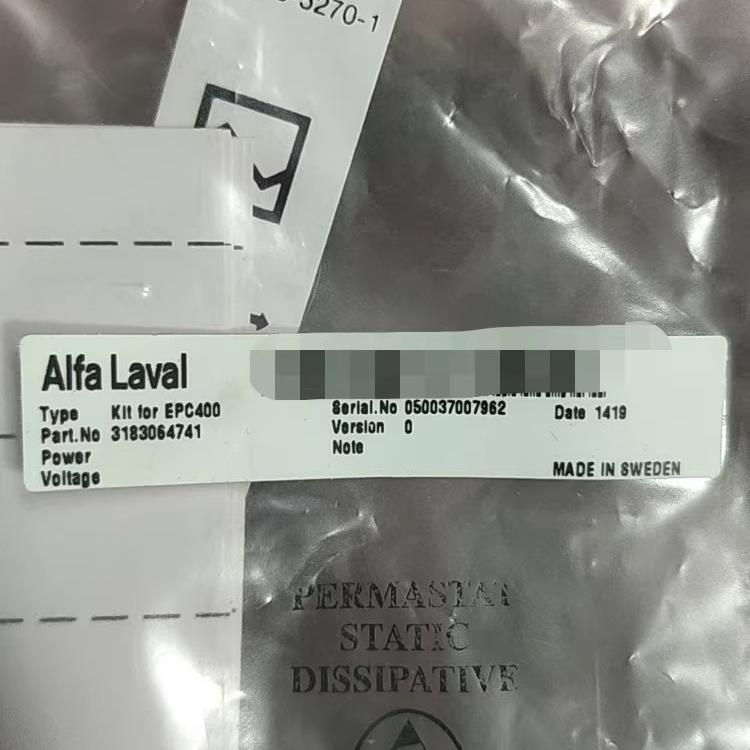 5270-1
Alfa Laval
Type Kit for EPC400 Serial.No 050037007962 Date 1419
Part.No 3183064741 Version 0
Power Note
Voltage MADE IN SWEDEN
PERMASTAT
STATIC
DISSIPATIVE